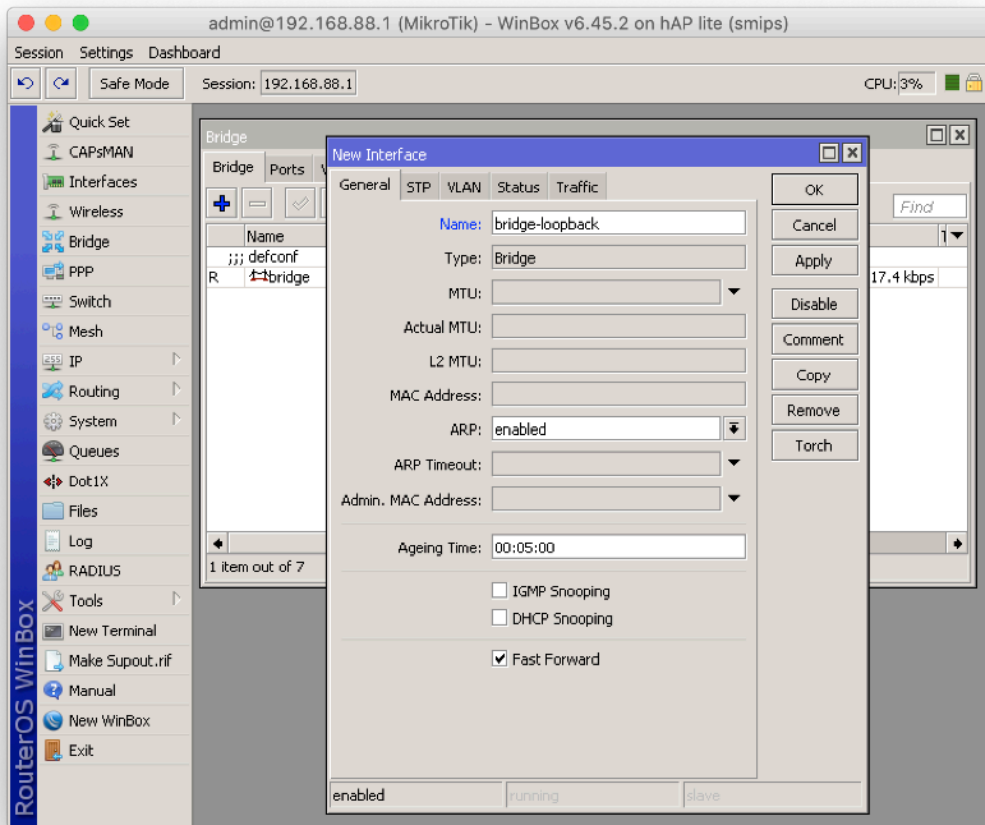 admin@192.168.88.1 (MikroTik) - WinBox v6.45.2 on hAP lite (smips)
Session Settings Dashboard
Safe Mode Session: 192.168.88.1 CPU: 3%
RouterOS WinBox
Quick Set
CAPsMAN
Interfaces
Wireless
Bridge
PPP
Switch
Mesh
IP
Routing
System
Queues
Dot1X
Files
Log
RADIUS
Tools
New Terminal
Make Supout.rif
Manual
New WinBox
Exit
Bridge
Bridge Ports
Find
Name
;;; defconf
R bridge 17.4 kbps
1 item out of 7
New Interface
General STP VLAN Status Traffic
Name: bridge-loopback
Type: Bridge
MTU:
Actual MTU:
L2 MTU:
MAC Address:
ARP: enabled
ARP Timeout:
Admin. MAC Address:
Ageing Time: 00:05:00
IGMP Snooping
DHCP Snooping
Fast Forward
OK
Cancel
Apply
Disable
Comment
Copy
Remove
Torch
enabled running slave